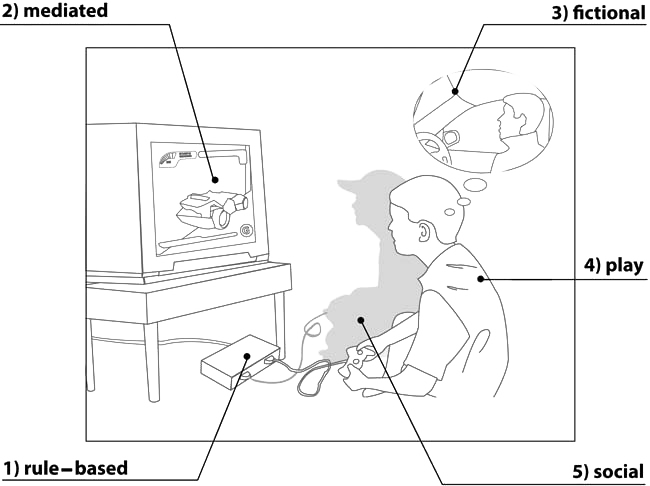 2) mediated
3) fictional
4) play
1) rule-based
5) social